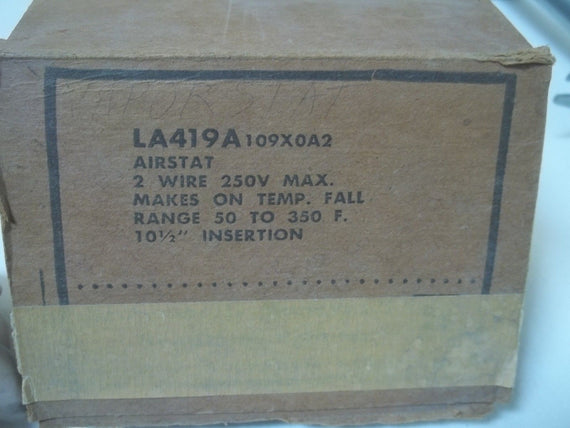 LA419A 109X0A2
AIRSTAT
2 WIRE 250V MAX.
MAKES ON TEMP. FALL
RANGE 50 TO 350 F.
10½" INSERTION